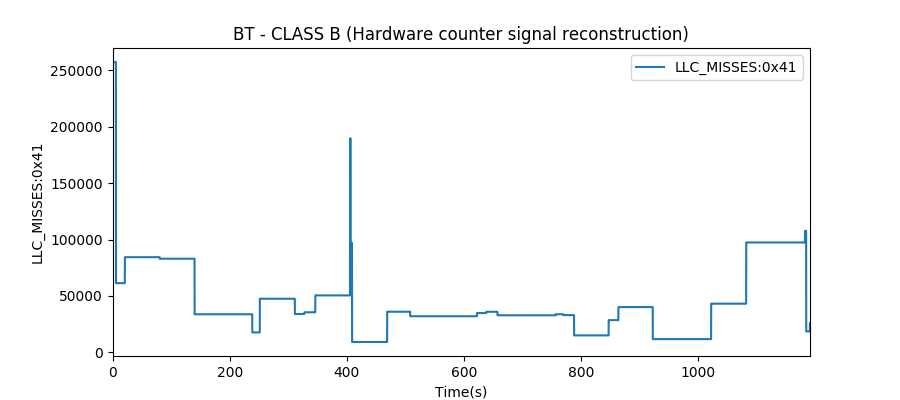 BT - CLASS B (Hardware counter signal reconstruction)
LLC_MISSES:0x41
250000
200000
150000
100000
50000
0
LLC_MISSES:0x41
0 200 400 600 800 1000
Time(s)